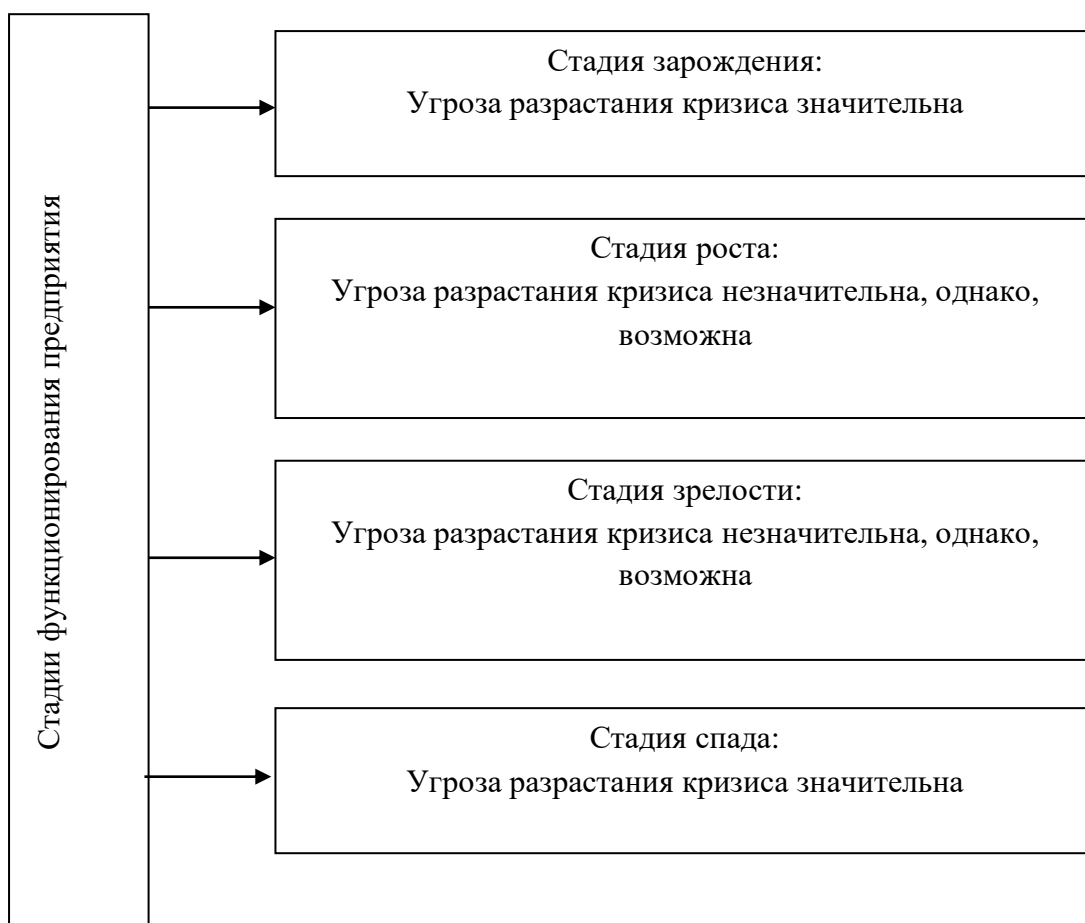 Стадии функционирования предприятия
Стадия зарождения:
Угроза разрастания кризиса значительна
Стадия роста:
Угроза разрастания кризиса незначительна, однако,
возможна
Стадия зрелости:
Угроза разрастания кризиса незначительна, однако,
возможна
Стадия спада:
Угроза разрастания кризиса значительна